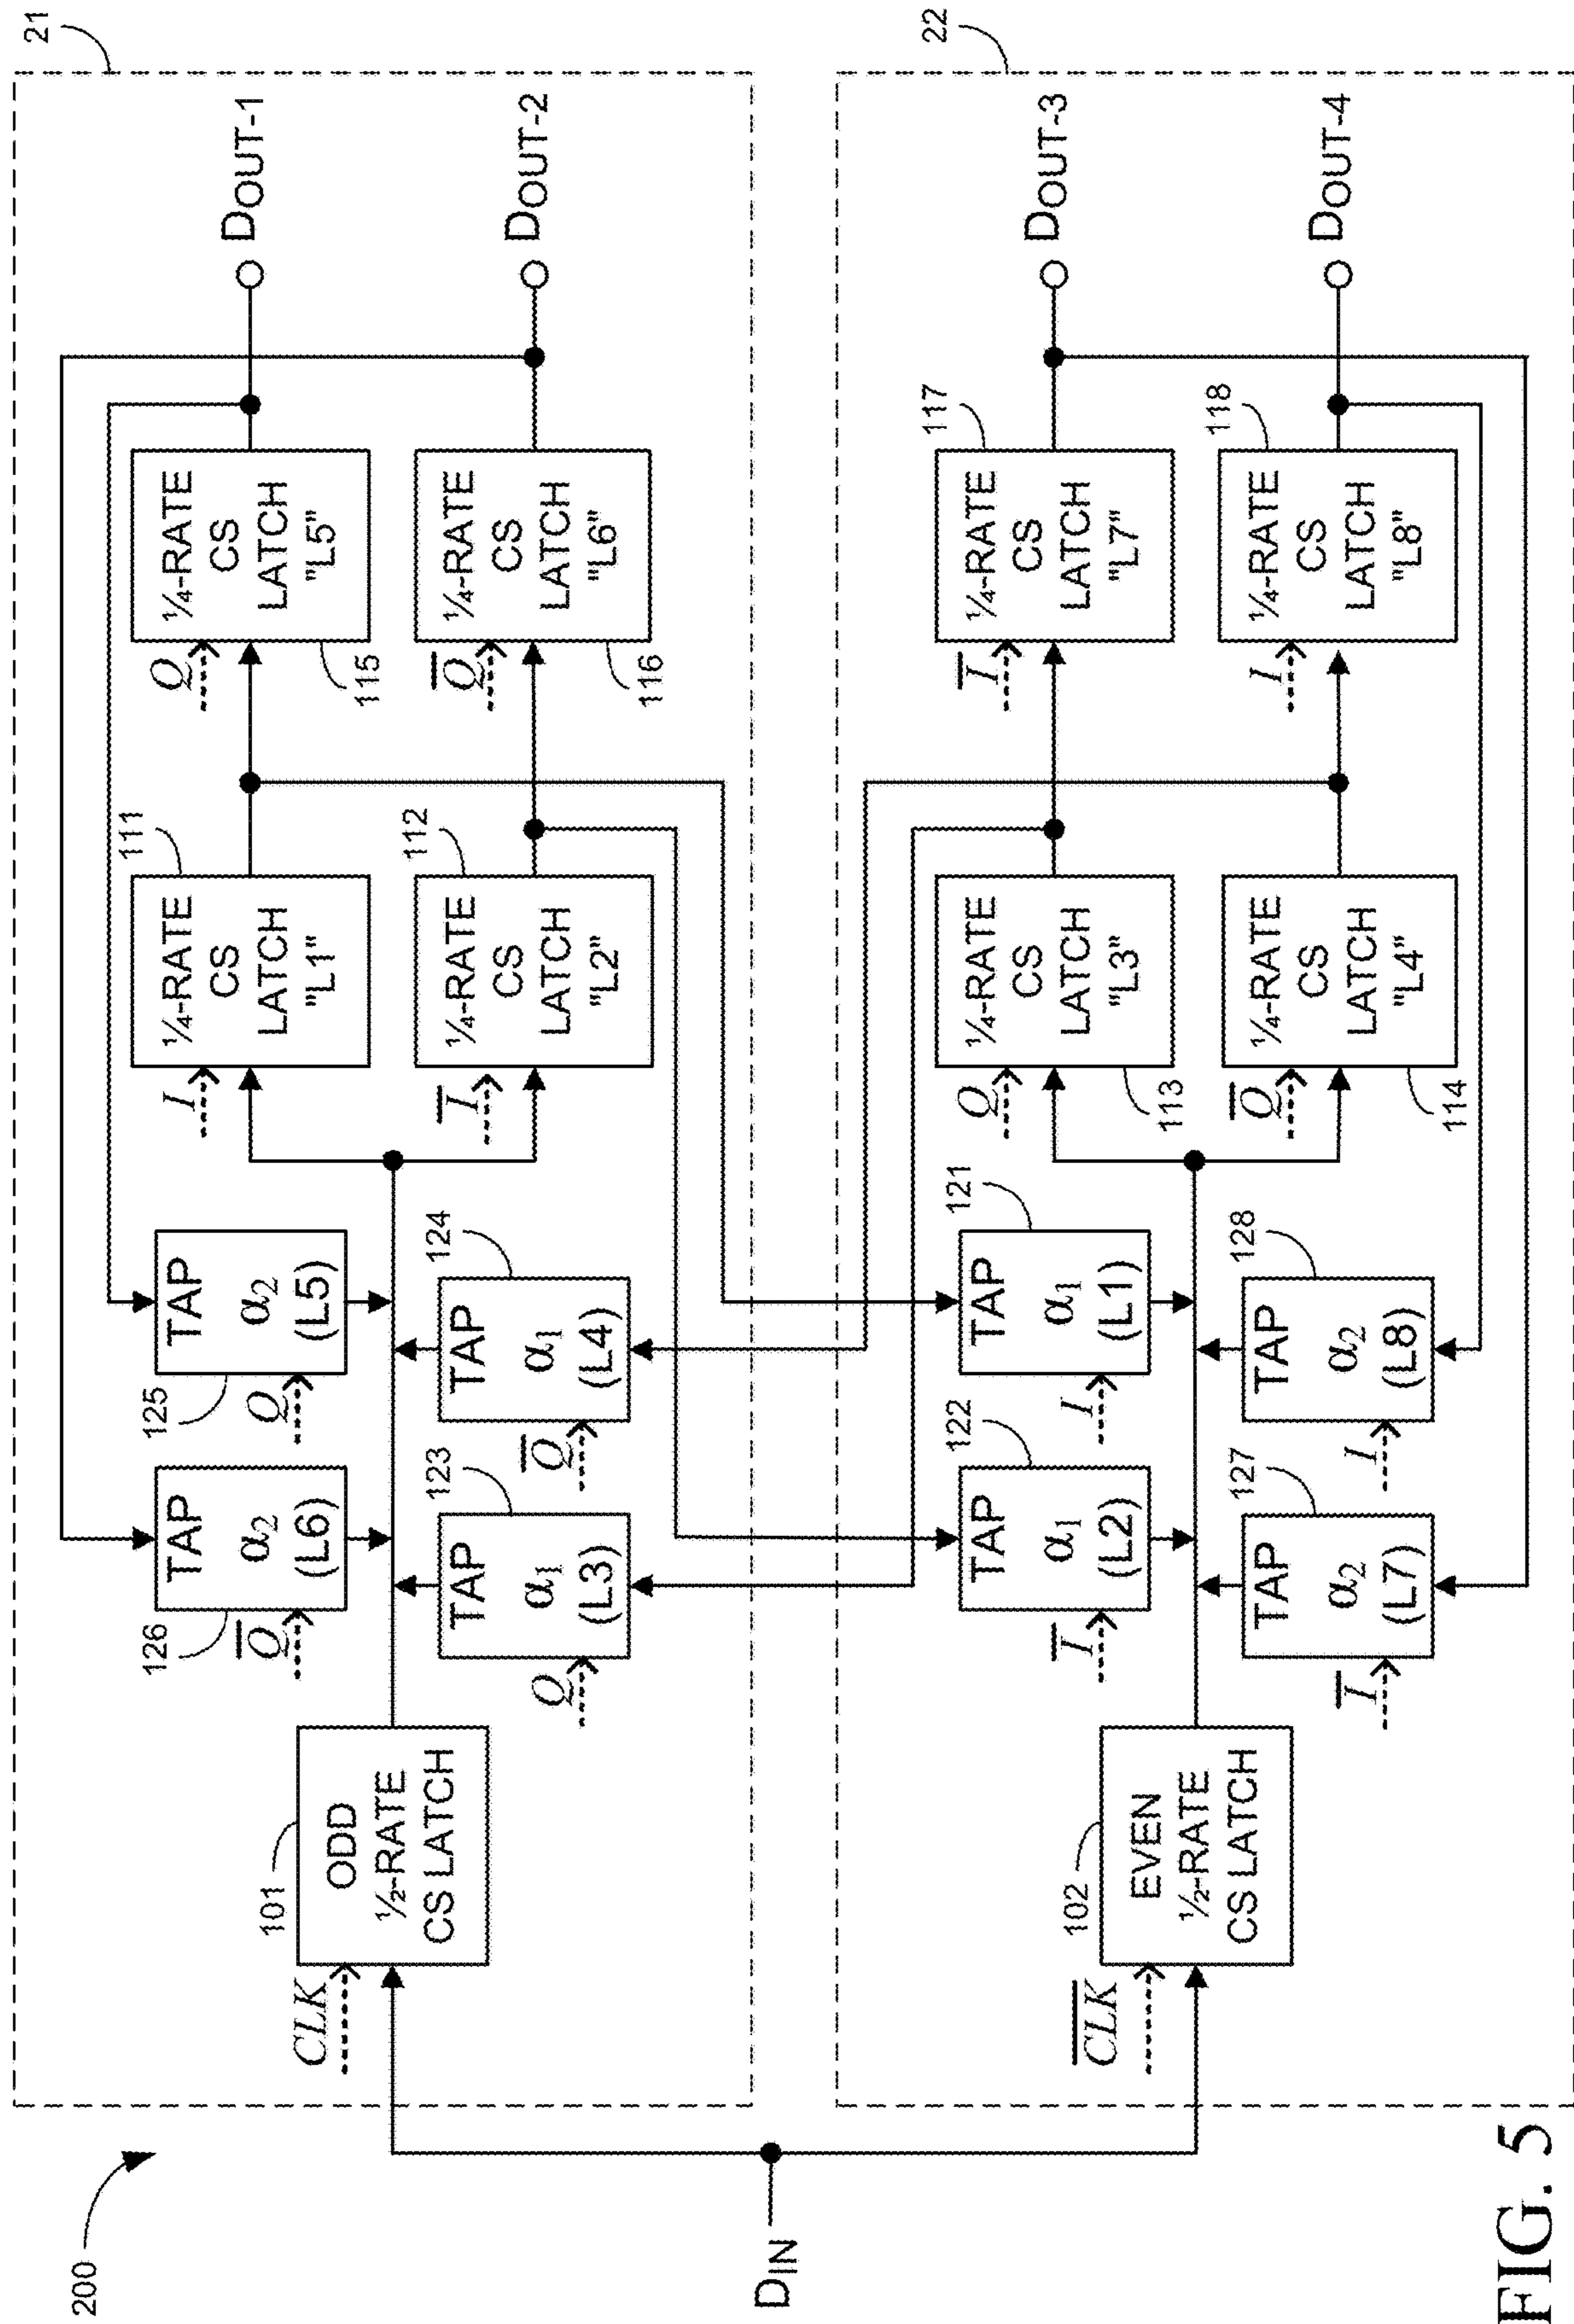 200
21
D_IN
CLK
101
ODD
½-RATE
CS LATCH
126
Q̅
TAP
α₂
(L6)
125
Q
TAP
α₂
(L5)
123
Q
TAP
α₁
(L3)
124
Q̅
TAP
α₁
(L4)
111
I
¼-RATE
CS
LATCH
"L1"
112
I̅
¼-RATE
CS
LATCH
"L2"
115
Q
¼-RATE
CS
LATCH
"L5"
116
Q̅
¼-RATE
CS
LATCH
"L6"
DOUT-1
DOUT-2
22
C̅L̅K̅
102
EVEN
½-RATE
CS LATCH
122
I̅
TAP
α₁
(L2)
121
I
TAP
α₁
(L1)
127
I̅
TAP
α₂
(L7)
128
I
TAP
α₂
(L8)
113
Q
¼-RATE
CS
LATCH
"L3"
114
Q̅
¼-RATE
CS
LATCH
"L4"
117
I̅
¼-RATE
CS
LATCH
"L7"
118
I
¼-RATE
CS
LATCH
"L8"
DOUT-3
DOUT-4
FIG. 5